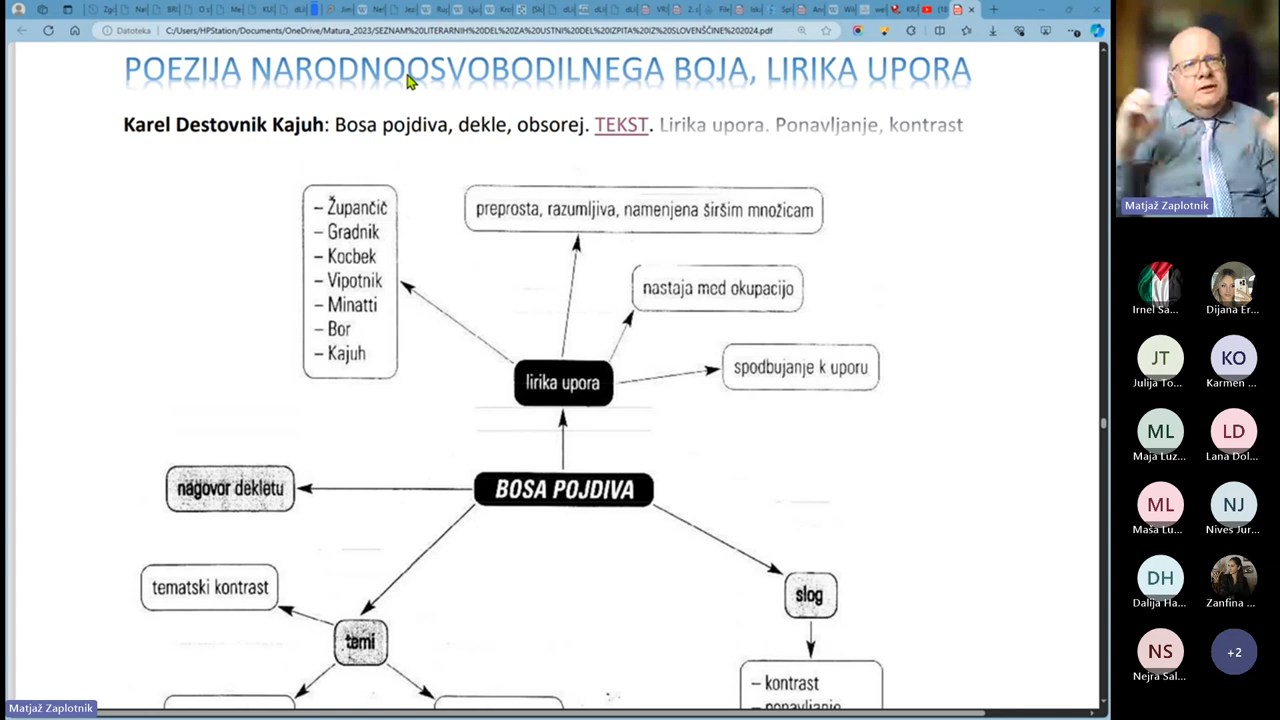 Datoteka
C:/Users/HPStation/Documents/OneDrive/Matura_2023/SEZNAM%20LITERARNIH%20DEL%20ZA%20USTNI%20DEL%20IZPITA%20IZ%20SLOVENŠČINE%202024.pdf
POEZIJA NARODNOOSVOBODILNEGA BOJA, LIRIKA UPORA
Karel Destovnik Kajuh: Bosa pojdiva, dekle, obsorej. TEKST. Lirika upora. Ponavljanje, kontrast
– Župančič
– Gradnik
– Kocbek
– Vipotnik
– Minatti
– Bor
– Kajuh
preprosta, razumljiva, namenjena širšim množicam
nastaja med okupacijo
spodbujanje k uporu
lirika upora
BOSA POJDIVA
nagovor dekletu
tematski kontrast
temi
slog
– kontrast
– ponavljanje
Matjaž Zaplotnik
Matjaž Zaplotnik
Irnel Sa...
Dijana Er...
JT
Julija To...
KO
Karmen ...
ML
Maja Luz...
LD
Lana Dol...
ML
Maša Lu...
NJ
Nives Jur...
DH
Dalija Ha...
Zanfina ...
NS
Nejra Sal...
+2